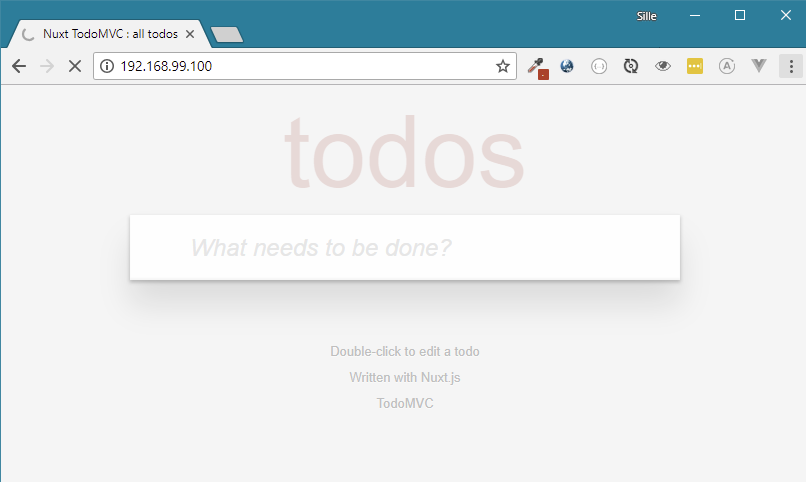 Sille
Nuxt TodoMVC : all todos
192.168.99.100
todos
What needs to be done?
Double-click to edit a todo
Written with Nuxt.js
TodoMVC